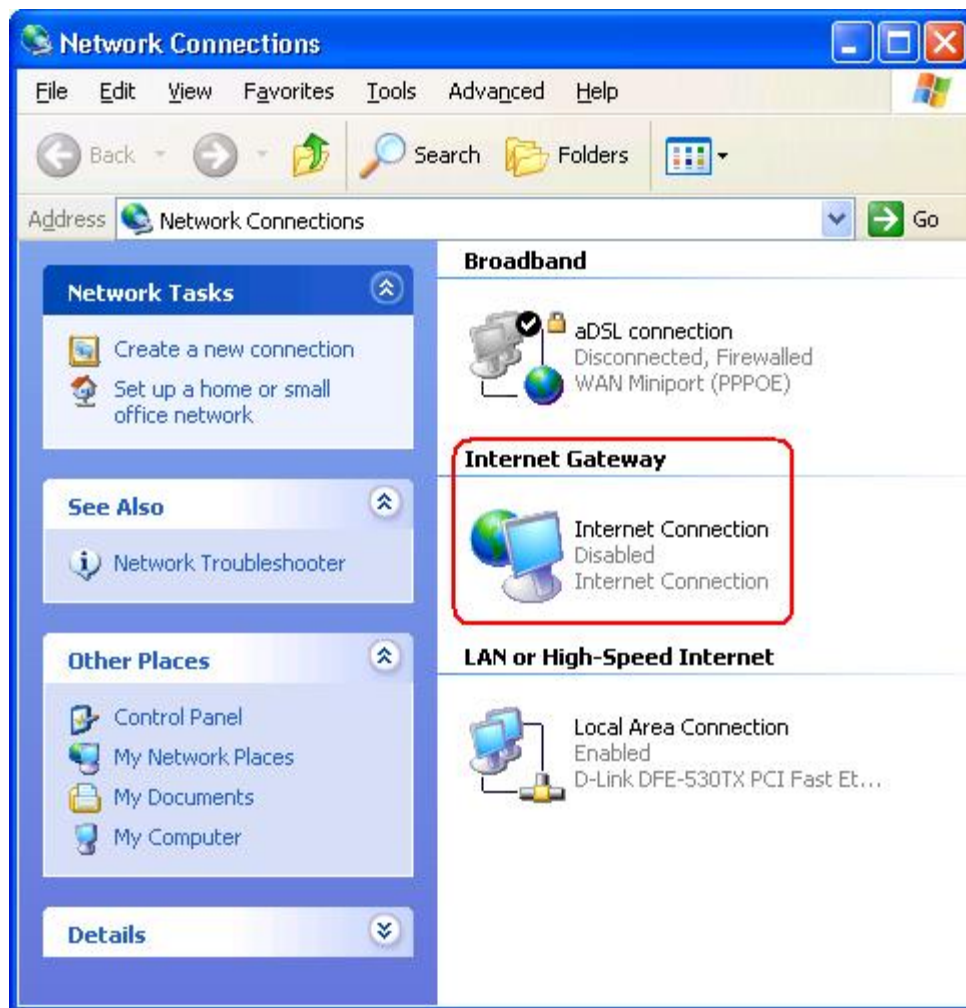 Network Connections
File Edit View Favorites Tools Advanced Help
Back Search Folders
Address Network Connections Go
Network Tasks
Create a new connection
Set up a home or small
office network
See Also
Network Troubleshooter
Other Places
Control Panel
My Network Places
My Documents
My Computer
Details
Broadband
aDSL connection
Disconnected, Firewalled
WAN Miniport (PPPOE)
Internet Gateway
Internet Connection
Disabled
Internet Connection
LAN or High-Speed Internet
Local Area Connection
Enabled
D-Link DFE-530TX PCI Fast Et...